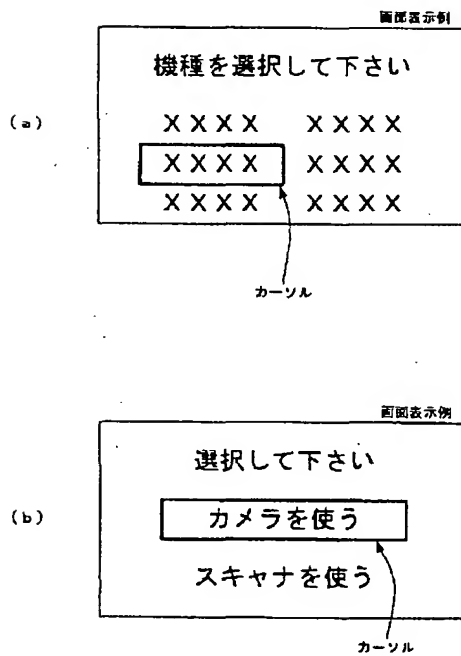 画面表示例
機種を選択して下さい
(a)
XXXX XXXX
XXXX XXXX
XXXX XXXX
カーソル
画面表示例
選択して下さい
(b)
カメラを使う
スキャナを使う
カーソル